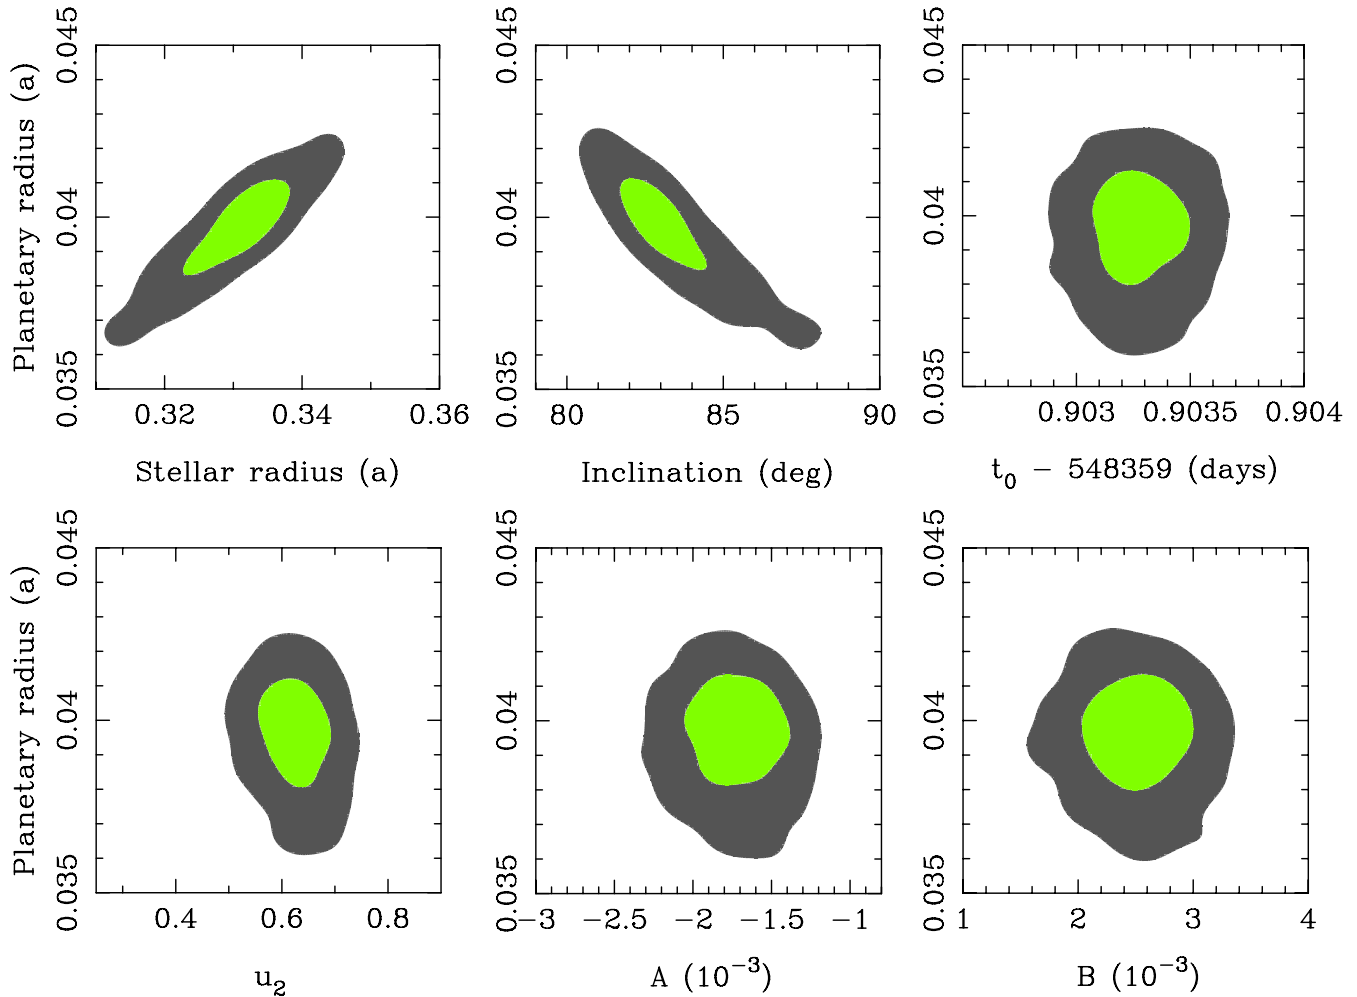 Planetary radius (a)
0.035 0.04 0.045
0.32 0.34 0.36
Stellar radius (a)
0.035 0.04 0.045
80 85 90
Inclination (deg)
0.035 0.04 0.045
0.903 0.9035 0.904
t₀ − 548359 (days)
Planetary radius (a)
0.035 0.04 0.045
0.4 0.6 0.8
u₂
0.035 0.04 0.045
−3 −2.5 −2 −1.5 −1
A (10⁻³)
0.035 0.04 0.045
1 2 3 4
B (10⁻³)